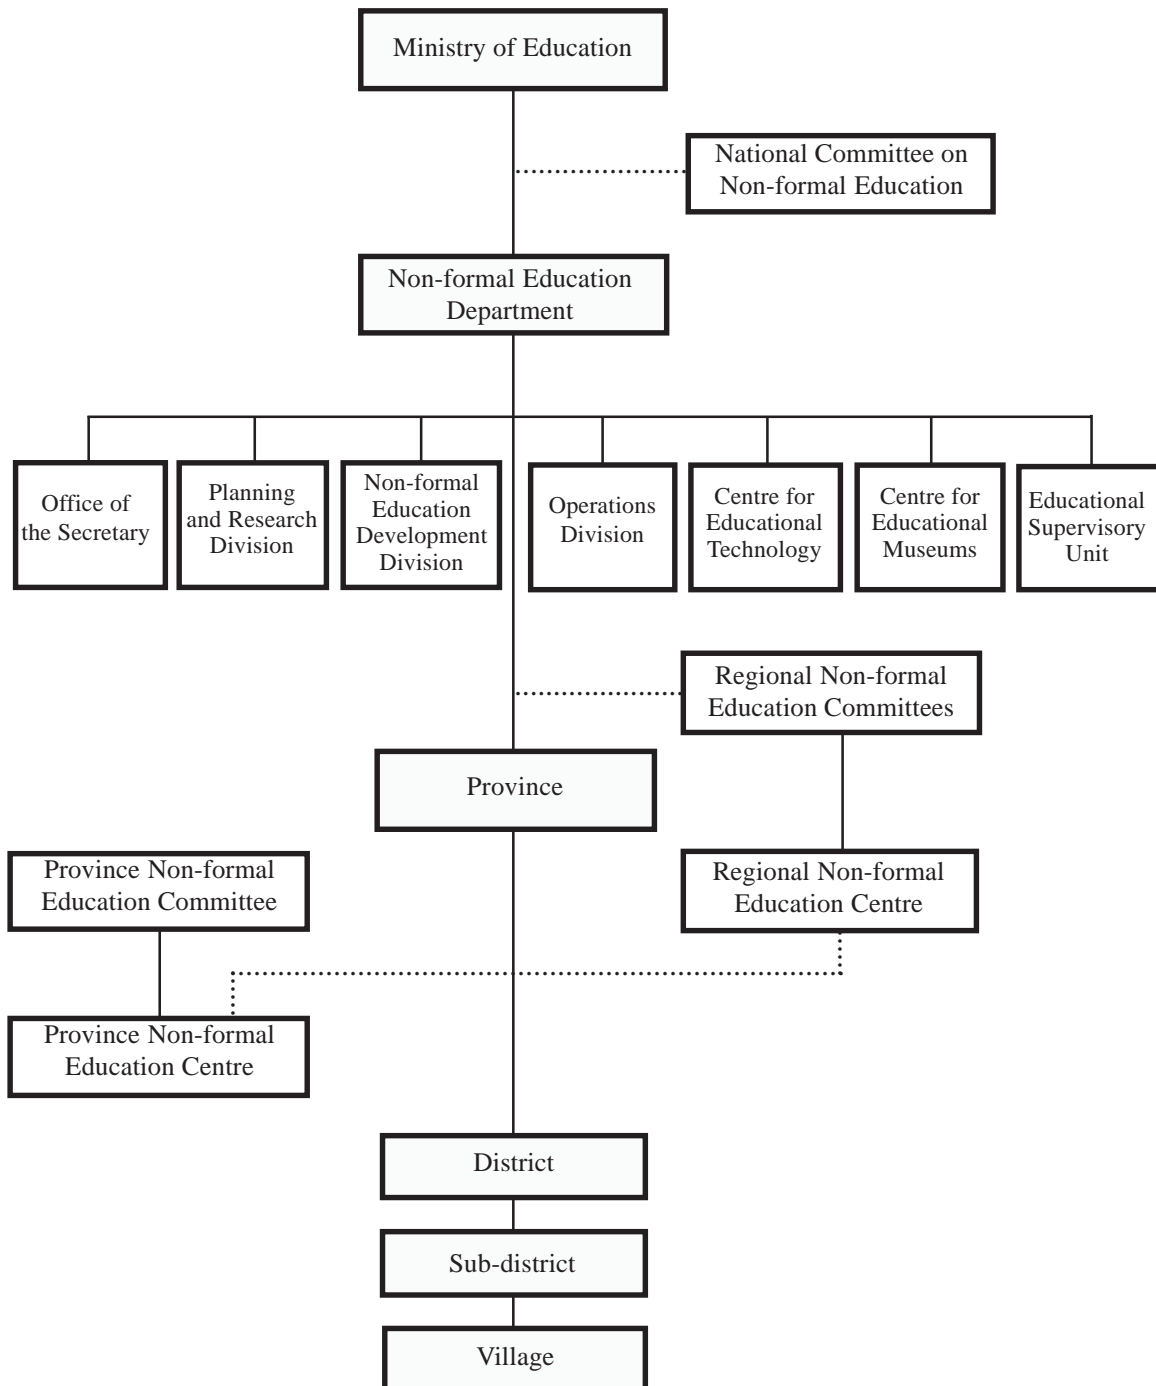 Ministry of Education
National Committee on
Non-formal Education
Non-formal Education
Department
Office of
the Secretary
Planning
and Research
Division
Non-formal
Education
Development
Division
Operations
Division
Centre for
Educational
Technology
Centre for
Educational
Museums
Educational
Supervisory
Unit
Regional Non-formal
Education Committees
Province
Province Non-formal
Education Committee
Regional Non-formal
Education Centre
Province Non-formal
Education Centre
District
Sub-district
Village